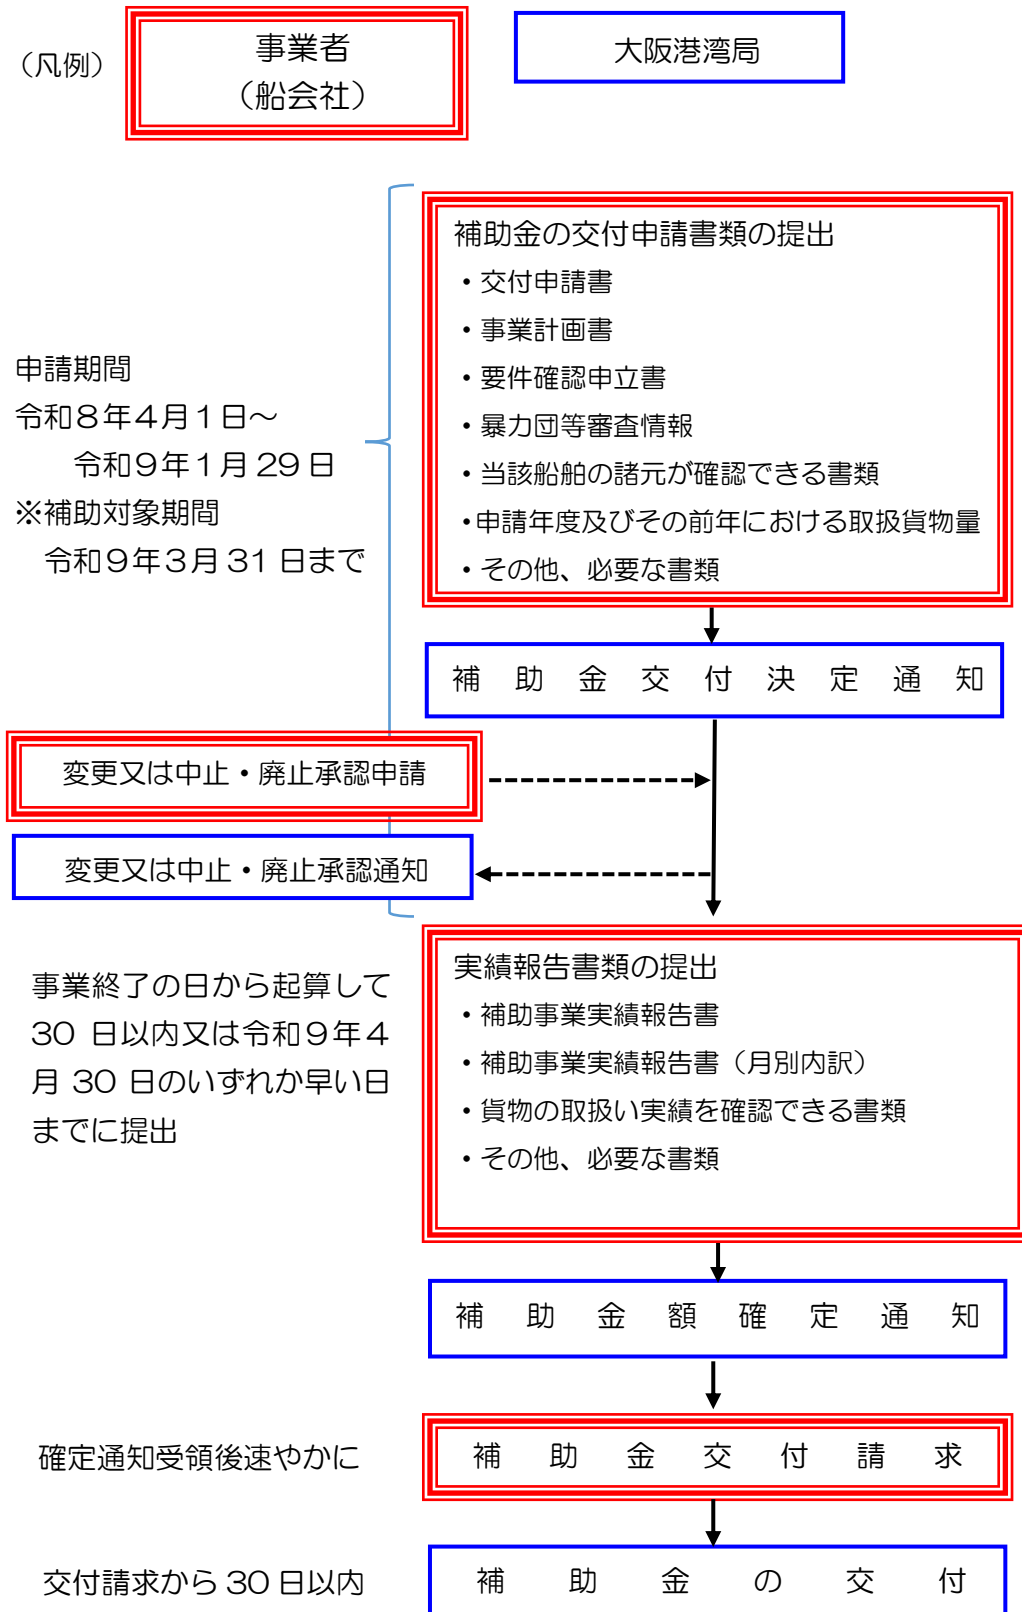 （凡例）
事業者
（船会社）
大阪港湾局
補助金の交付申請書類の提出
・交付申請書
・事業計画書
・要件確認申立書
・暴力団等審査情報
・当該船舶の諸元が確認できる書類
・申請年度及びその前年における取扱貨物量
・その他、必要な書類
申請期間
令和８年４月１日～
令和９年１月 29 日
※補助対象期間
令和９年３月 31 日まで
補助金交付決定通知
変更又は中止・廃止承認申請
変更又は中止・廃止承認通知
事業終了の日から起算して
30 日以内又は令和９年４
月 30 日のいずれか早い日
までに提出
実績報告書類の提出
・補助事業実績報告書
・補助事業実績報告書（月別内訳）
・貨物の取扱い実績を確認できる書類
・その他、必要な書類
補助金額確定通知
確定通知受領後速やかに
補助金交付請求
交付請求から 30 日以内
補助金の交付